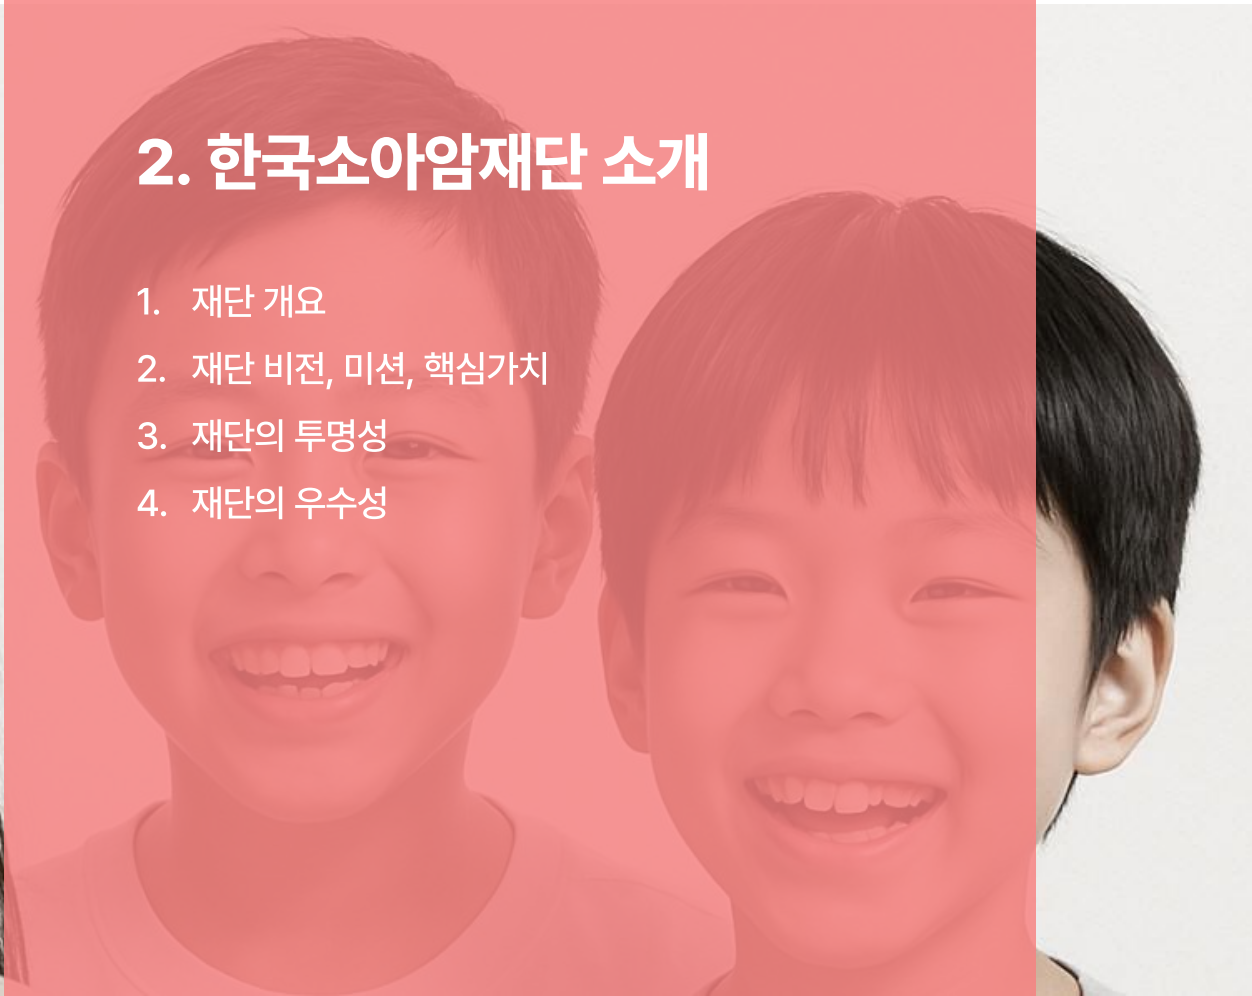 2. 한국소아암재단 소개
1. 재단 개요
2. 재단 비전, 미션, 핵심가치
3. 재단의 투명성
4. 재단의 우수성